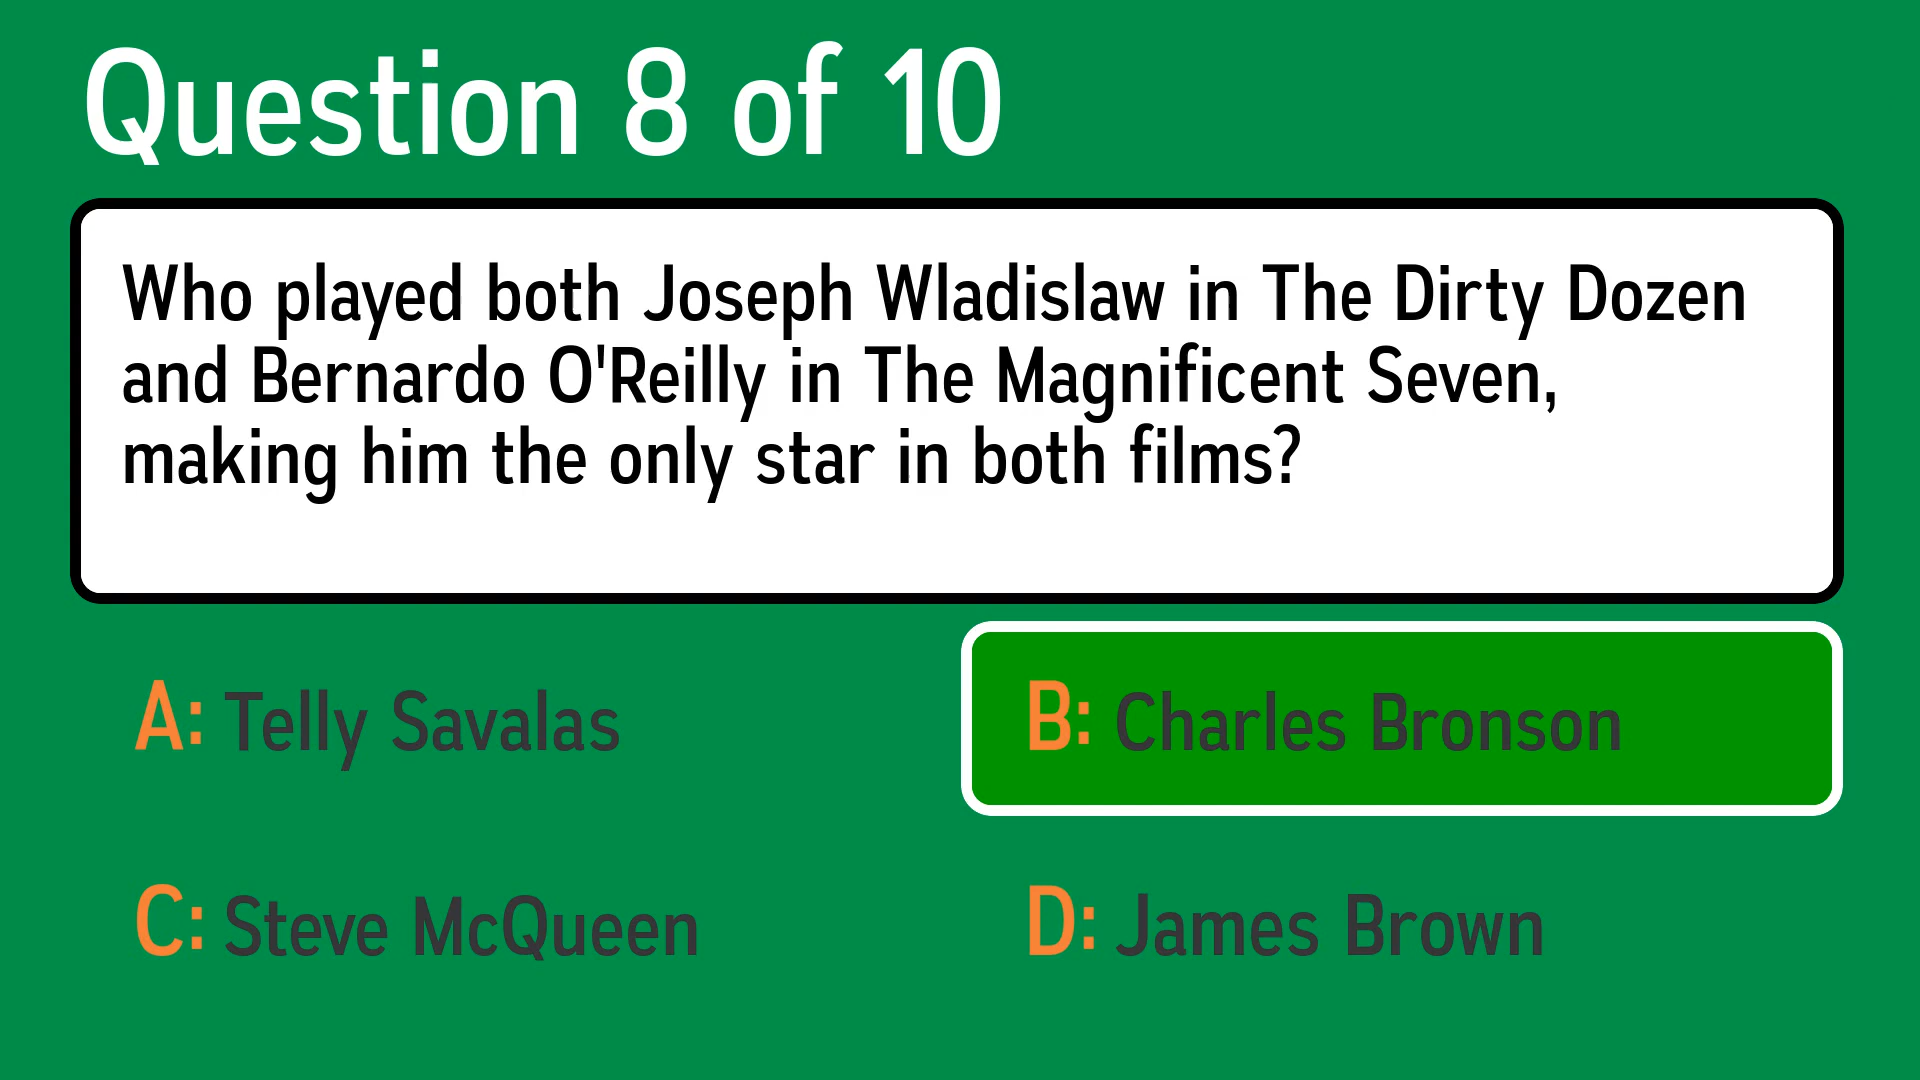 Question 8 of 10
Who played both Joseph Wladislaw in The Dirty Dozen
and Bernardo O'Reilly in The Magnificent Seven,
making him the only star in both films?
A: Telly Savalas
B: Charles Bronson
C: Steve McQueen
D: James Brown